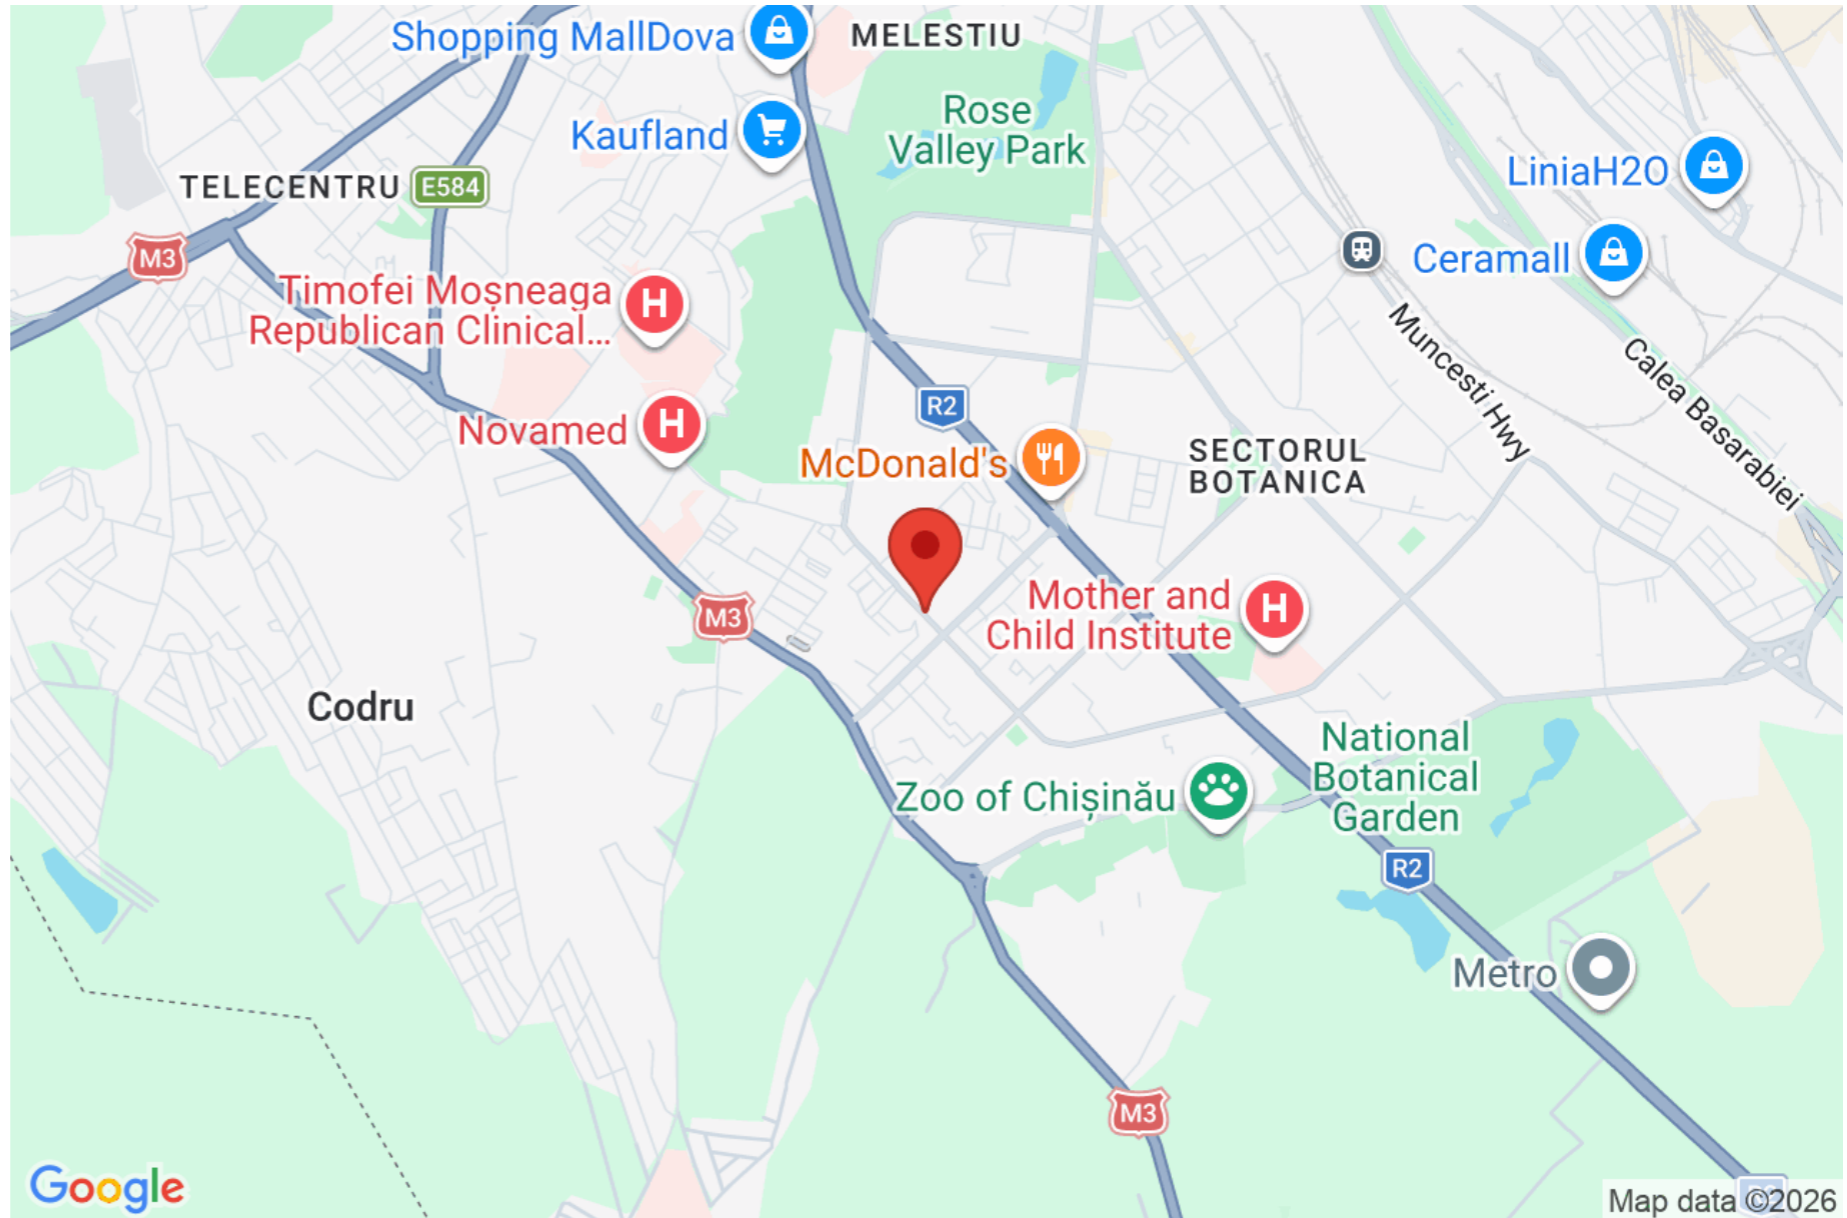 Shopping MallDova
MELESTIU
Rose
Valley Park
Kaufland
LiniaH2O
TELECENTRU
E584
M3
Ceramall
Timofei Moșneaga
Republican Clinical...
Muncesti Hwy
Calea Basarabiei
R2
Novamed
McDonald's
SECTORUL
BOTANICA
M3
Mother and
Child Institute
Codru
National
Botanical
Garden
Zoo of Chișinău
R2
Metro
M3
Google
Map data ©2026